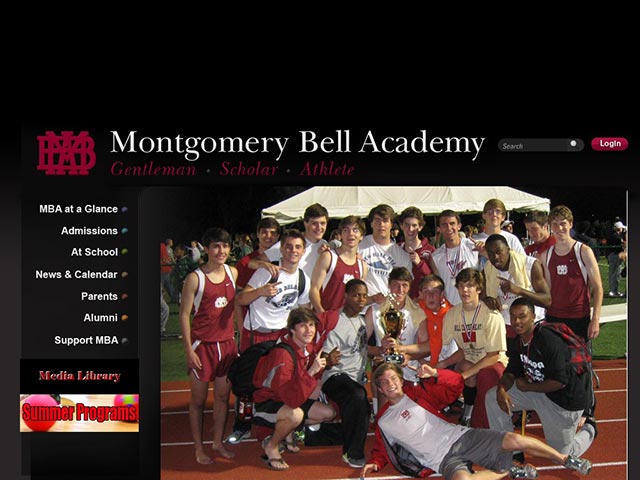 MBA
Montgomery Bell Academy
Gentleman • Scholar • Athlete
Search
LogIn
MBA at a Glance
Admissions
At School
News & Calendar
Parents
Alumni
Support MBA
Media Library
Summer Programs